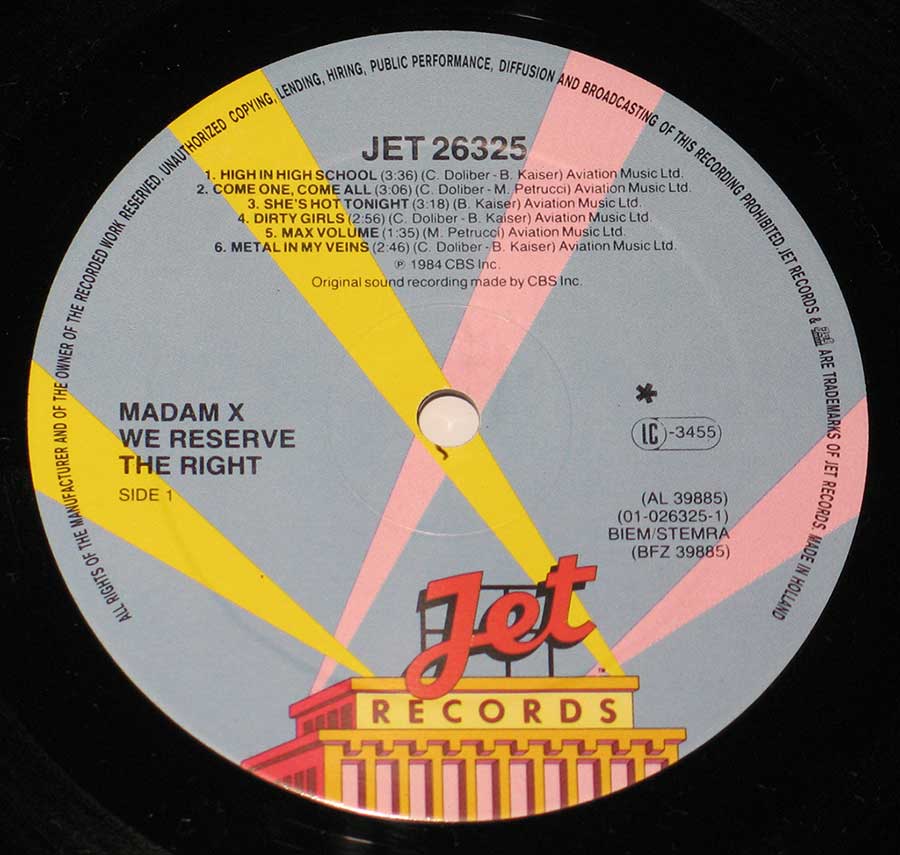 ALL RIGHTS OF THE MANUFACTURER AND OF THE OWNER OF THE RECORDED WORK RESERVED. UNAUTHORIZED COPYING, LENDING, HIRING, PUBLIC PERFORMANCE, DIFFUSION AND BROADCASTING OF THIS RECORDING PROHIBITED. JET RECORDS & Jet ARE TRADEMARKS OF JET RECORDS. MADE IN HOLLAND
JET 26325
1. HIGH IN HIGH SCHOOL (3:36) (C. Doliber - B. Kaiser) Aviation Music Ltd.
2. COME ONE, COME ALL (3:06) (C. Doliber - M. Petrucci) Aviation Music Ltd.
3. SHE'S HOT TONIGHT (3:18) (B. Kaiser) Aviation Music Ltd.
4. DIRTY GIRLS (2:56) (C. Doliber - B. Kaiser) Aviation Music Ltd.
5. MAX VOLUME (1:35) (M. Petrucci) Aviation Music Ltd.
6. METAL IN MY VEINS (2:46) (C. Doliber - B. Kaiser) Aviation Music Ltd.
℗ 1984 CBS Inc.
Original sound recording made by CBS Inc.
MADAM X
WE RESERVE
THE RIGHT
SIDE 1
*
LC-3455
(AL 39885)
(01-026325-1)
BIEM/STEMRA
(BFZ 39885)
Jet
™
RECORDS